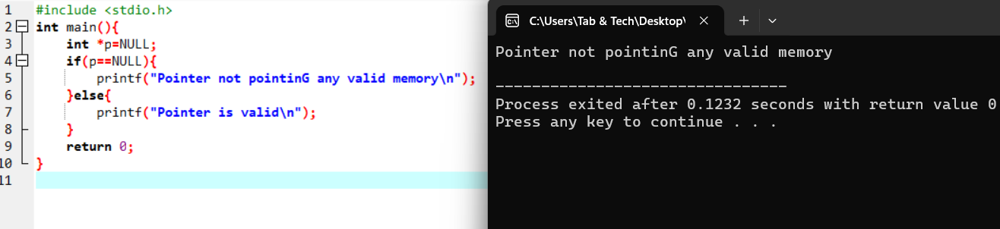 1 #include <stdio.h>
2 int main(){
3 int *p=NULL;
4 if(p==NULL){
5 printf("Pointer not pointinG any valid memory\n");
6 }else{
7 printf("Pointer is valid\n");
8 }
9 return 0;
10 }
11
C:\Users\Tab & Tech\Desktop\
Pointer not pointinG any valid memory
--------------------------------
Process exited after 0.1232 seconds with return value 0
Press any key to continue . . .